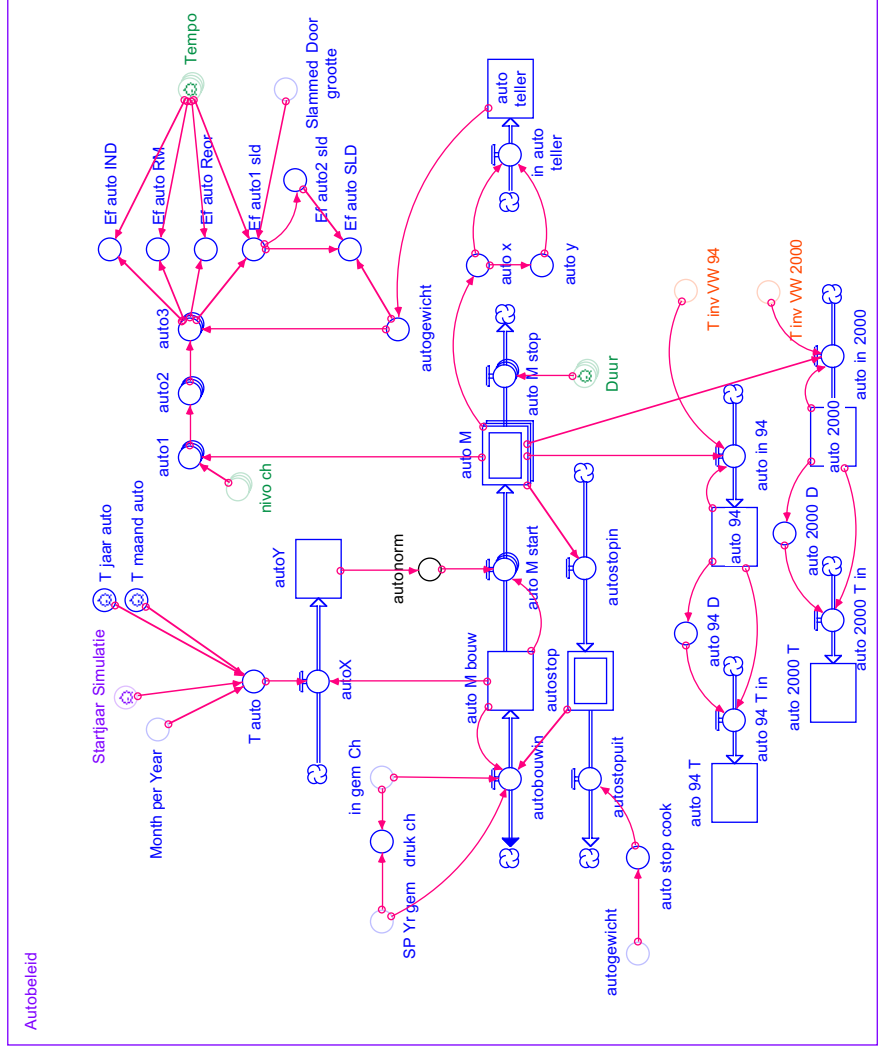 Autobeleid
Startjaar Simulatie
T jaar auto
T maand auto
Month per Year
T auto
autoX
autoY
autonorm
nivo ch
auto1
auto2
auto3
Tempo
Ef auto IND
Ef auto RM
Ef auto Reor
Ef auto1 sld
Slammed Door
grootte
Ef auto2 sld
Ef auto SLD
autogewicht
auto
teller
in auto
teller
auto x
auto y
in gem Ch
druk ch
SP Yr gem
autobouwin
auto M bouw
auto M start
auto M
auto M stop
Duur
autostopin
autostop
autostopuit
auto stop cook
autogewicht
T inv VW 94
T inv VW 2000
auto in 94
auto 94
auto 94 D
auto 94 T in
auto 94 T
auto in 2000
auto 2000
auto 2000 D
auto 2000 T in
auto 2000 T